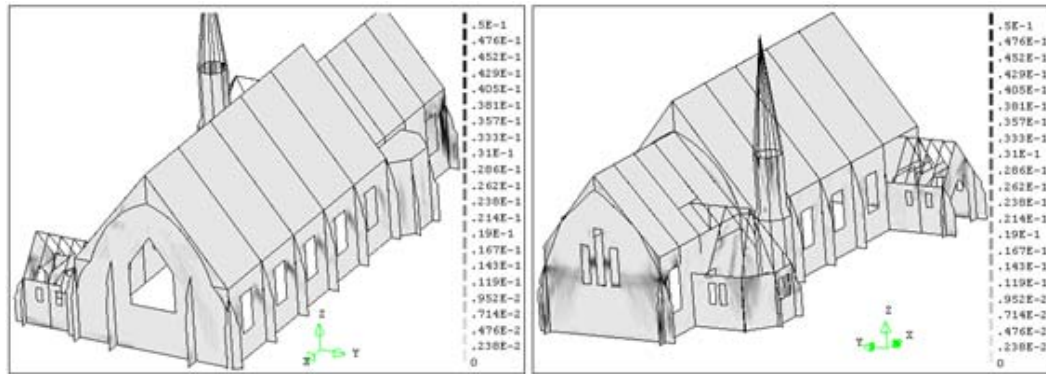 .5E-1
.476E-1
.452E-1
.429E-1
.405E-1
.381E-1
.357E-1
.333E-1
.31E-1
.286E-1
.262E-1
.238E-1
.214E-1
.19E-1
.167E-1
.143E-1
.119E-1
.952E-2
.714E-2
.476E-2
.238E-2
0
Z
X
Y
.5E-1
.476E-1
.452E-1
.429E-1
.405E-1
.381E-1
.357E-1
.333E-1
.31E-1
.286E-1
.262E-1
.238E-1
.214E-1
.19E-1
.167E-1
.143E-1
.119E-1
.952E-2
.714E-2
.476E-2
.238E-2
0
Z
Y
X